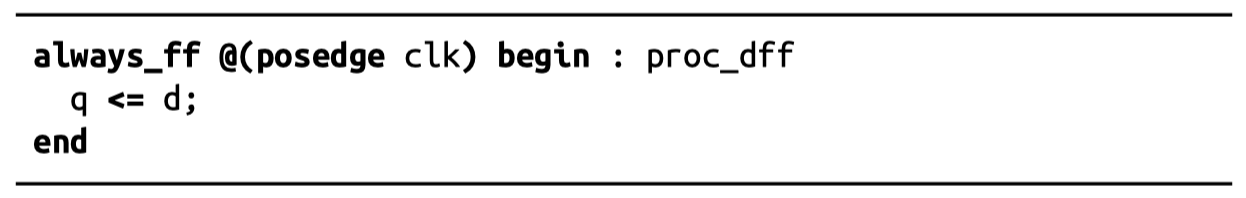 always_ff @(posedge clk) begin : proc_dff
  q <= d;
end